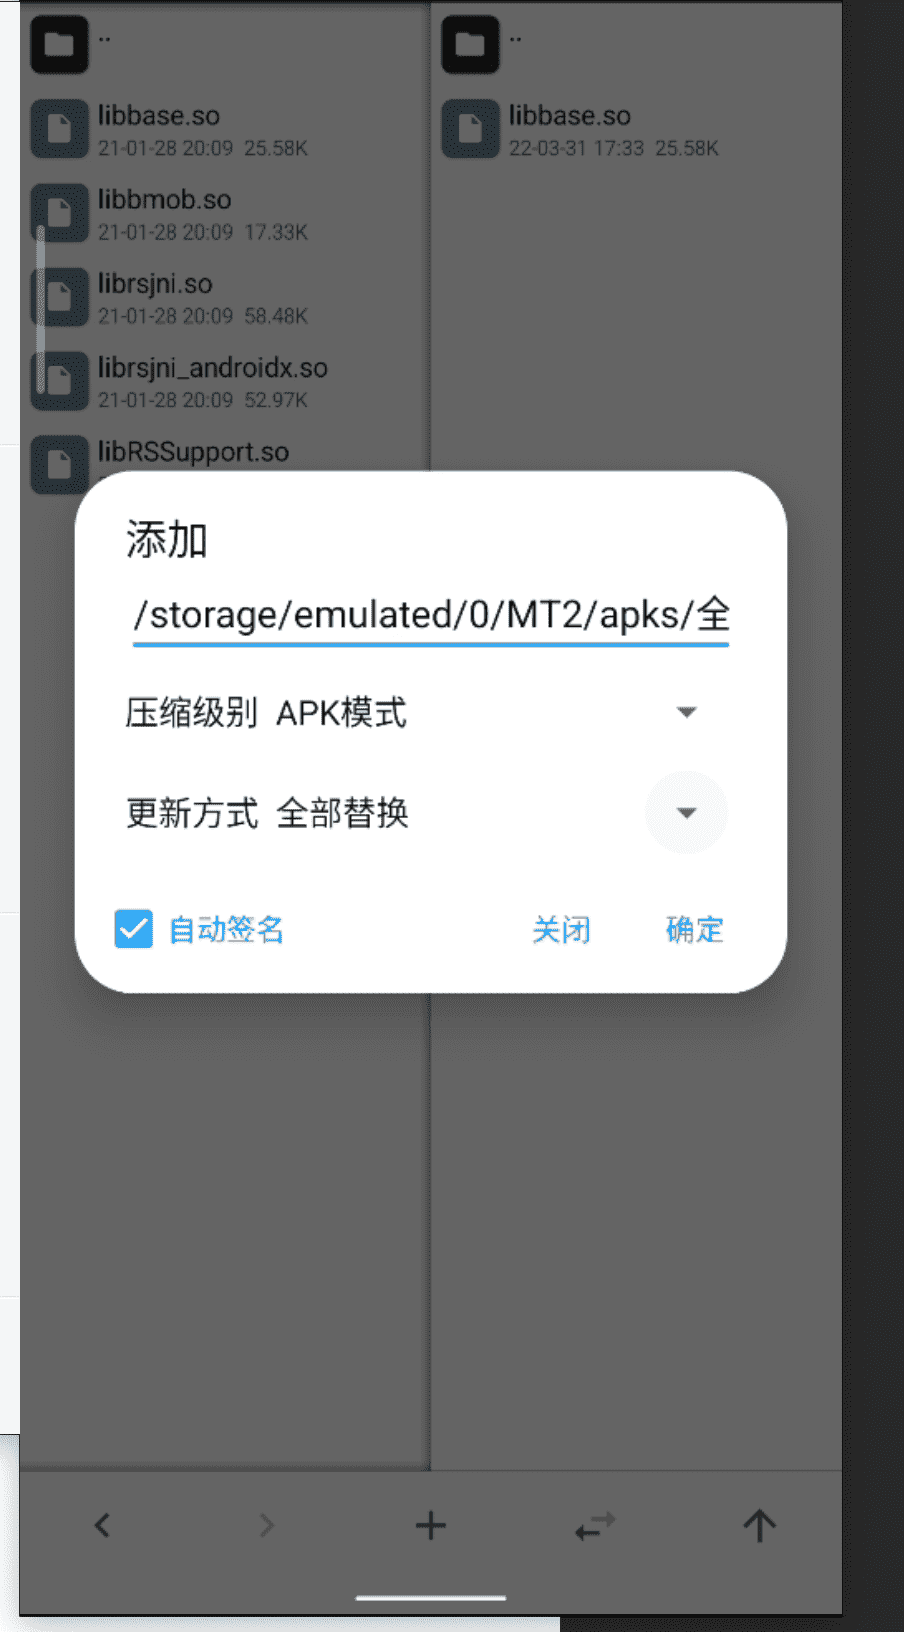 ..
libbase.so
21-01-28 20:09 25.58K
libbmob.so
21-01-28 20:09 17.33K
librsjni.so
21-01-28 20:09 58.48K
librsjni_androidx.so
21-01-28 20:09 52.97K
libRSSupport.so
..
libbase.so
22-03-31 17:33 25.58K
添加
/storage/emulated/0/MT2/apks/全
压缩级别 APK模式
更新方式 全部替换
自动签名 关闭 确定